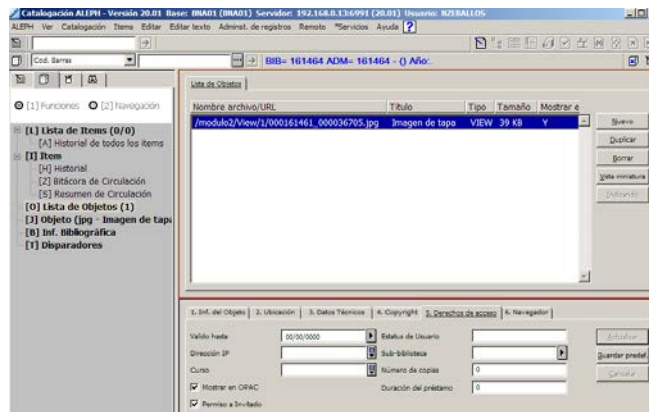 Catalogación ALEPH - Versión 20.01 Base: BNA01 (BNA01) Servidor: 192.168.0.13:6991 (20.01) Usuario: BZEBALLOS
ALEPH Ver Catalogación Items Editar Editar texto Administ. de registros Remoto *Servicios Ayuda ?
Cod. Barras BIB= 161464 ADM= 161464 - () Año:.
[1] Funciones [2] Navegación
[L] Lista de Items (0/0)
[A] Historial de todos los items
[I] Item
[H] Historial
[Z] Bitácora de Circulación
[S] Resumen de Circulación
[O] Lista de Objetos (1)
[J] Objeto (jpg - Imagen de tapa
[B] Inf. Bibliográfica
[T] Disparadores
Lista de Objetos
Nombre archivo/URL Título Tipo Tamaño Mostrar e
/modulo2/View/1/000161461_000036705.jpg Imagen de tapa VIEW 39 KB Y
Nuevo
Duplicar
Borrar
Vista miniatura
1. Inf. del Objeto 2. Ubicación 3. Datos Técnicos 4. Copyright 5. Derechos de acceso 6. Navegador
Valido hasta 00/00/0000 Estatus de Usuario Actualizar
Dirección IP Sub-biblioteca Guardar predef.
Curso Número de copias 0 Cancelar
Mostrar en OPAC Duración del préstamo 0
Permiso a Invitado